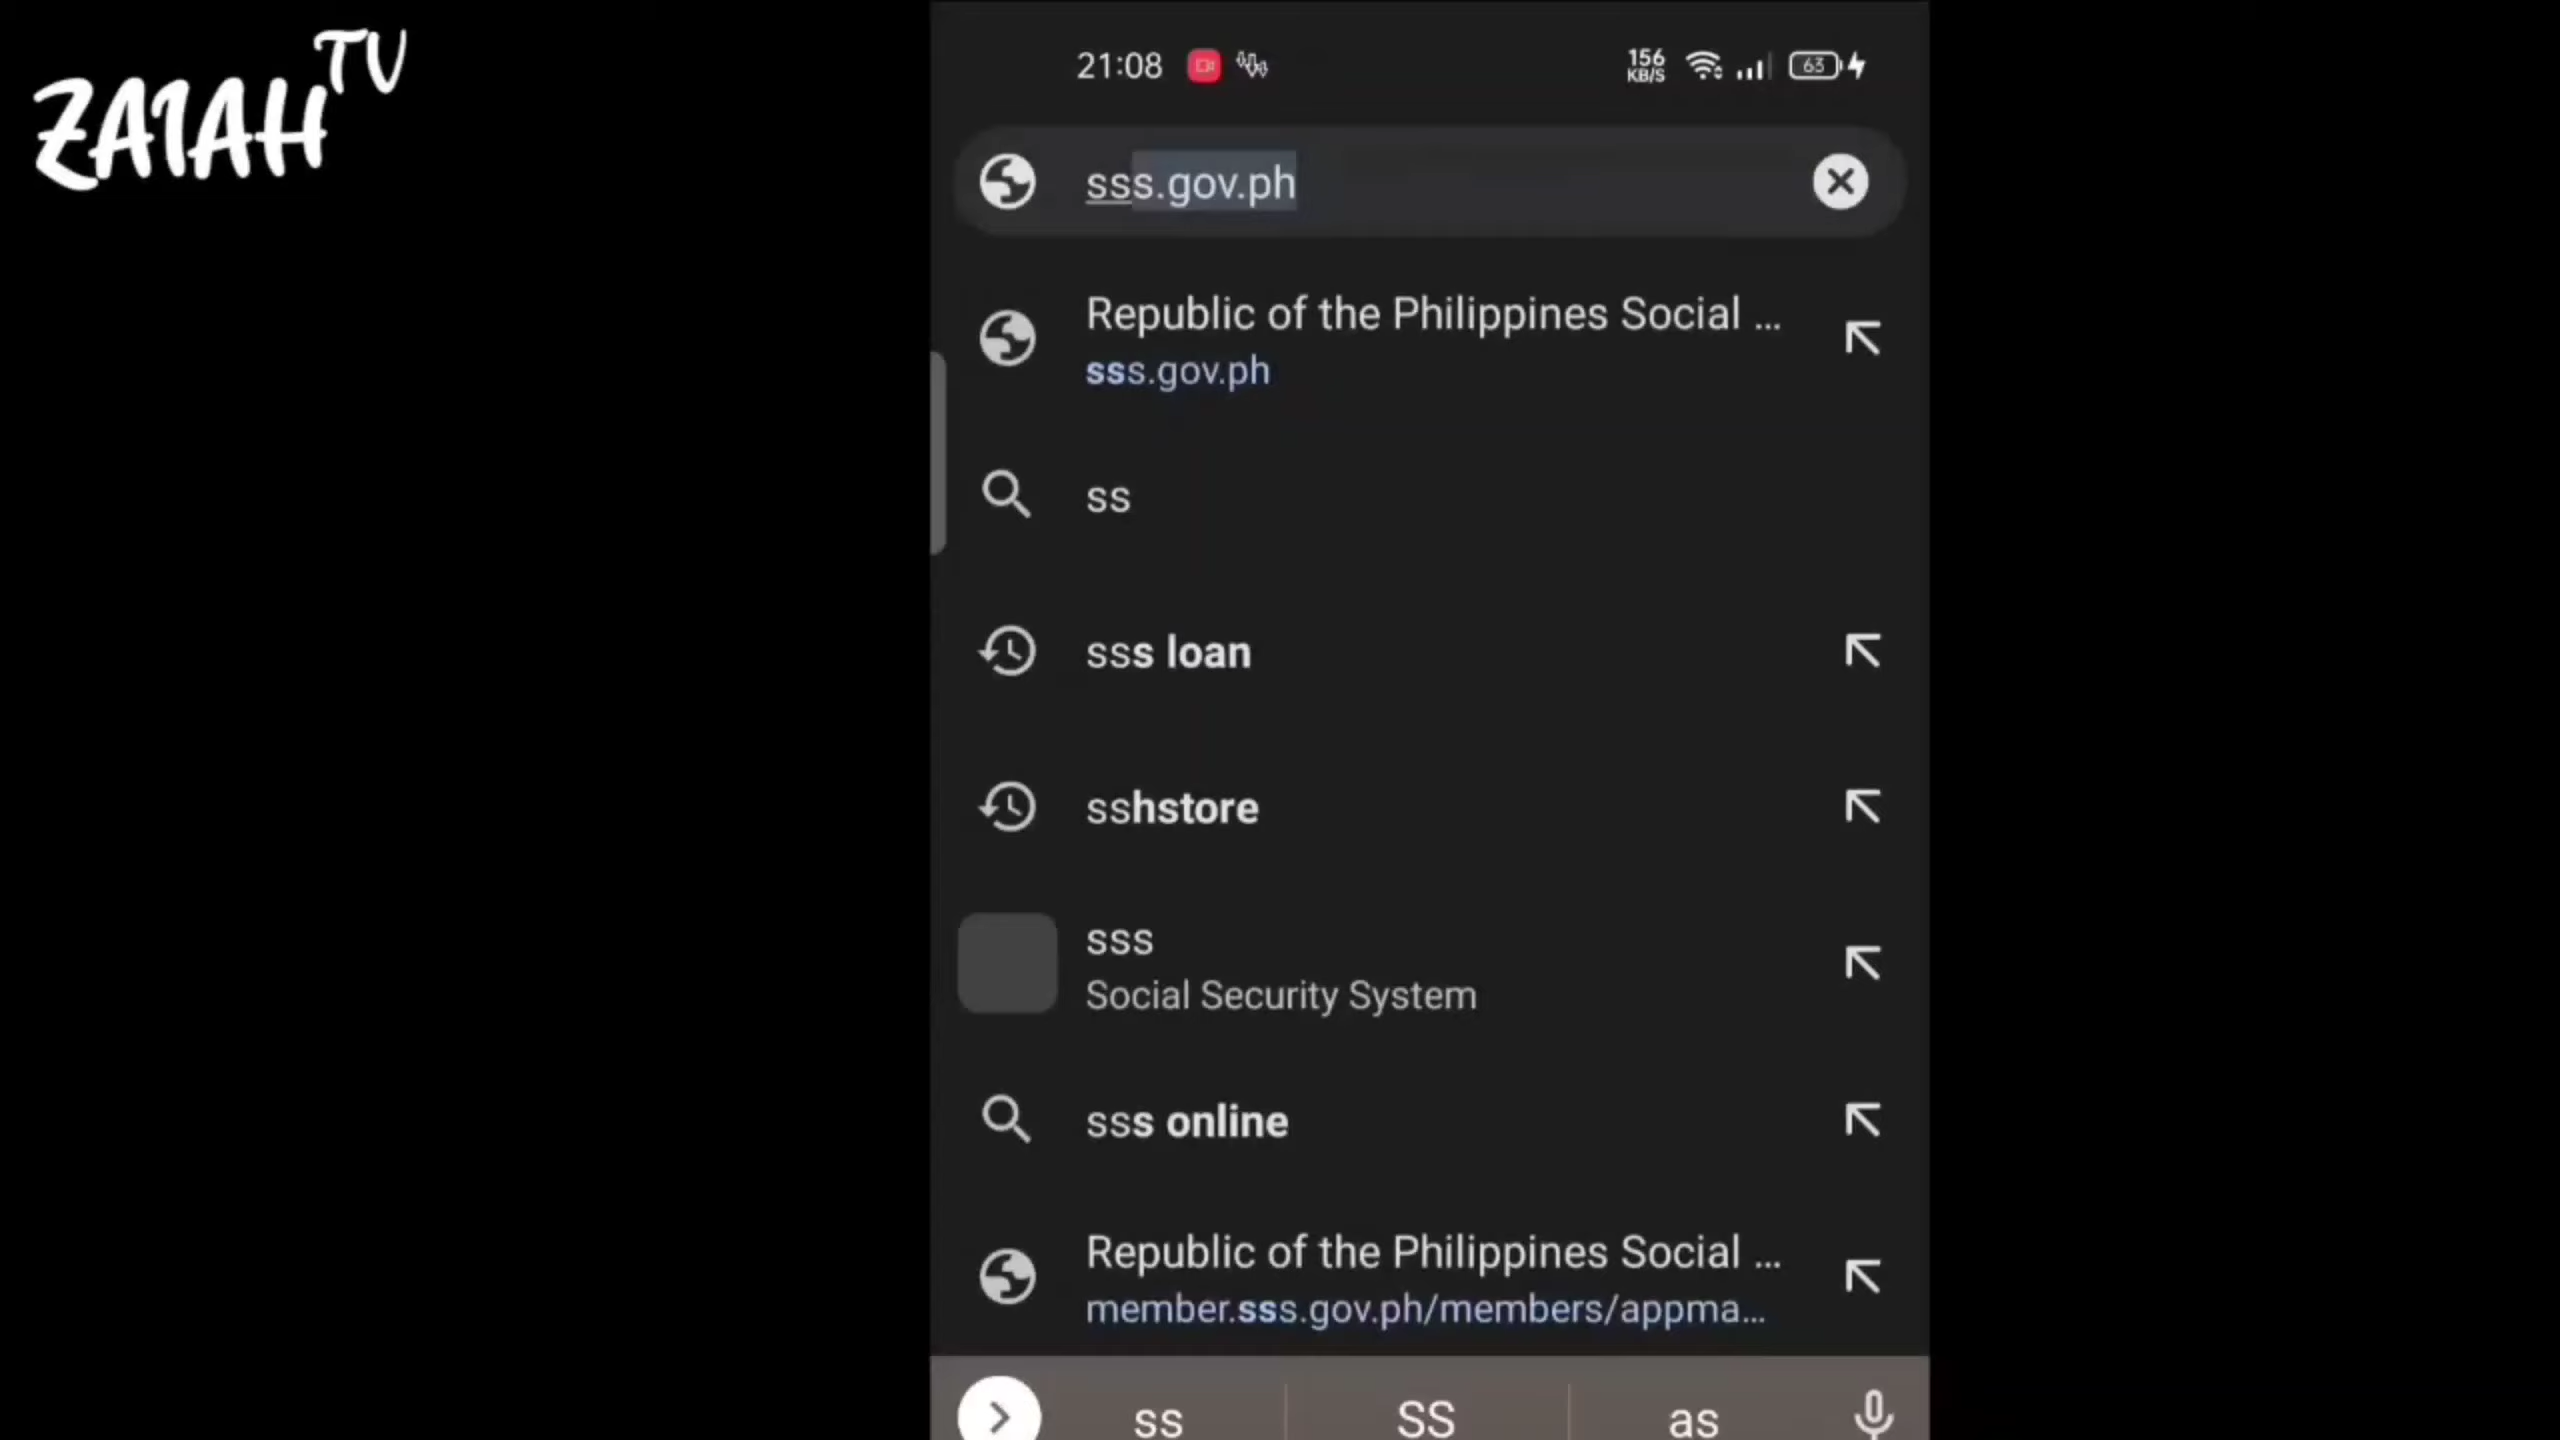 ZAIAH TV
21:08
156
KB/S
63
sss.gov.ph
Republic of the Philippines Social ...
sss.gov.ph
ss
sss loan
sshstore
sss
Social Security System
sss online
Republic of the Philippines Social ...
member.sss.gov.ph/members/appma...
ss SS as